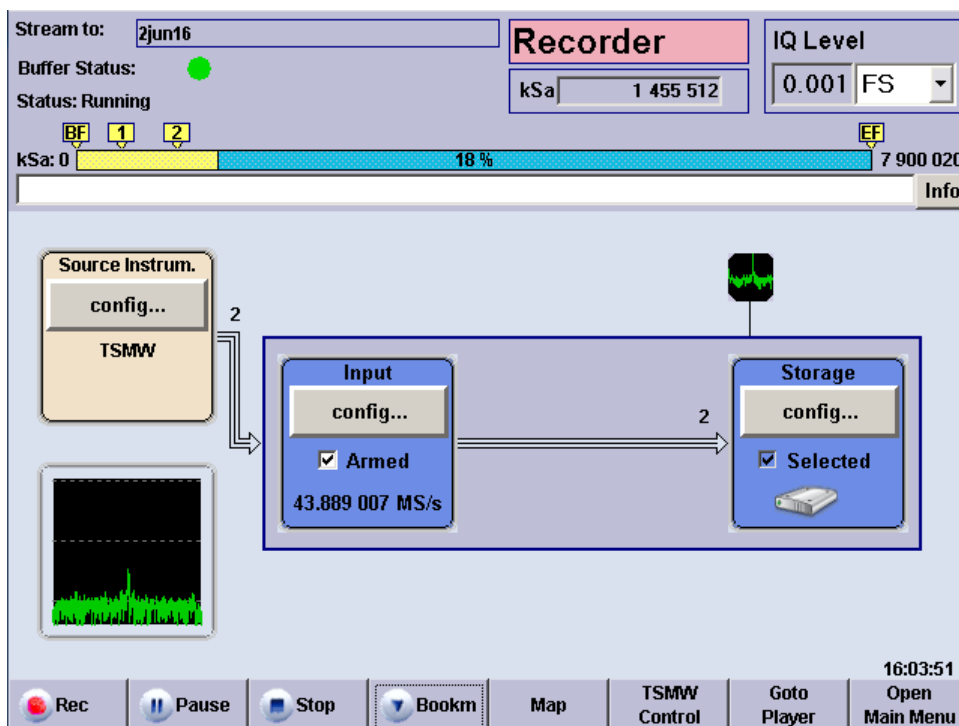 Stream to: 2jun16
Recorder
IQ Level
Buffer Status:
kSa 1 455 512
0.001 FS
Status: Running
BF 1 2 EF
kSa: 0 18 % 7 900 020
Info
Source Instrum.
config...
TSMW
2
Input
config...
Armed
43.889 007 MS/s
2
Storage
config...
Selected
16:03:51
Rec
Pause
Stop
Bookm
Map
TSMW
Control
Goto
Player
Open
Main Menu